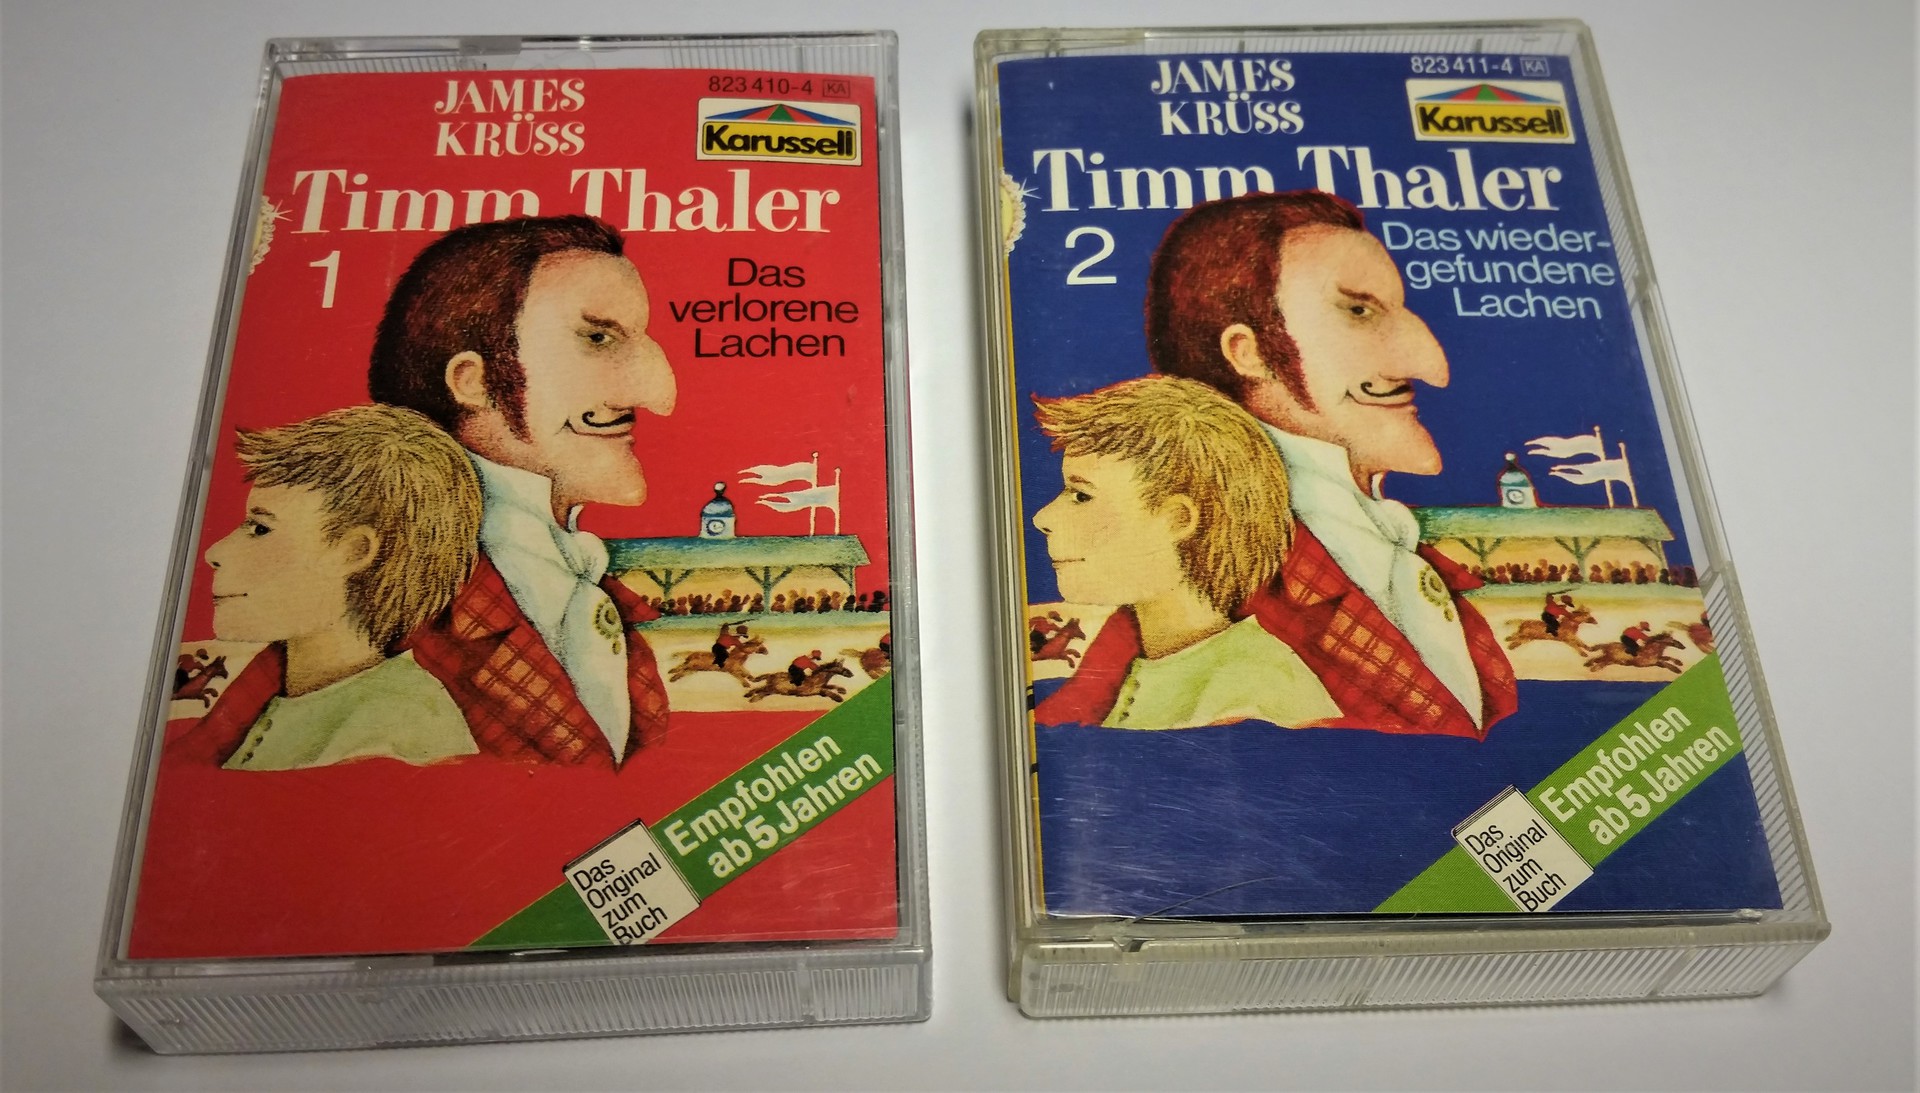 JAMES
KRÜSS
823 410-4 KA
Karussell
Timm Thaler
1
Das
verlorene
Lachen
Empfohlen
ab 5 Jahren
Das
Original
zum
Buch
JAMES
KRÜSS
823 411-4 KA
Karussell
Timm Thaler
2
Das wieder-
gefundene
Lachen
Empfohlen
ab 5 Jahren
Das
Original
zum
Buch